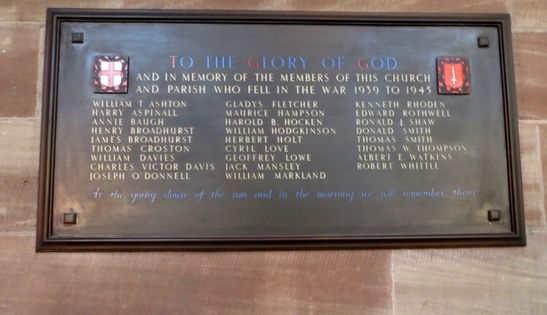 TO THE GLORY OF GOD
AND IN MEMORY OF THE MEMBERS OF THIS CHURCH
AND PARISH WHO FELL IN THE WAR 1939 TO 1945
WILLIAM T ASHTON
HARRY ASPINALL
ANNIE BAUGH
HENRY BROADHURST
JAMES BROADHURST
THOMAS CROSTON
WILLIAM DAVIES
CHARLES VICTOR DAVIS
JOSEPH O'DONNELL
GLADYS FLETCHER
MAURICE HAMPSON
HAROLD B. HOCKEN
WILLIAM HODGKINSON
HERBERT HOLT
CYRIL LOVE
GEOFFREY LOWE
JACK MANSLEY
WILLIAM MARKLAND
KENNETH RHODEN
EDWARD ROTHWELL
RONALD J. SHAW
DONALD SMITH
THOMAS SMITH
THOMAS W. THOMPSON
ALBERT E WATKINS
ROBERT WHITTLE
At the going down of the sun and in the morning we will remember them